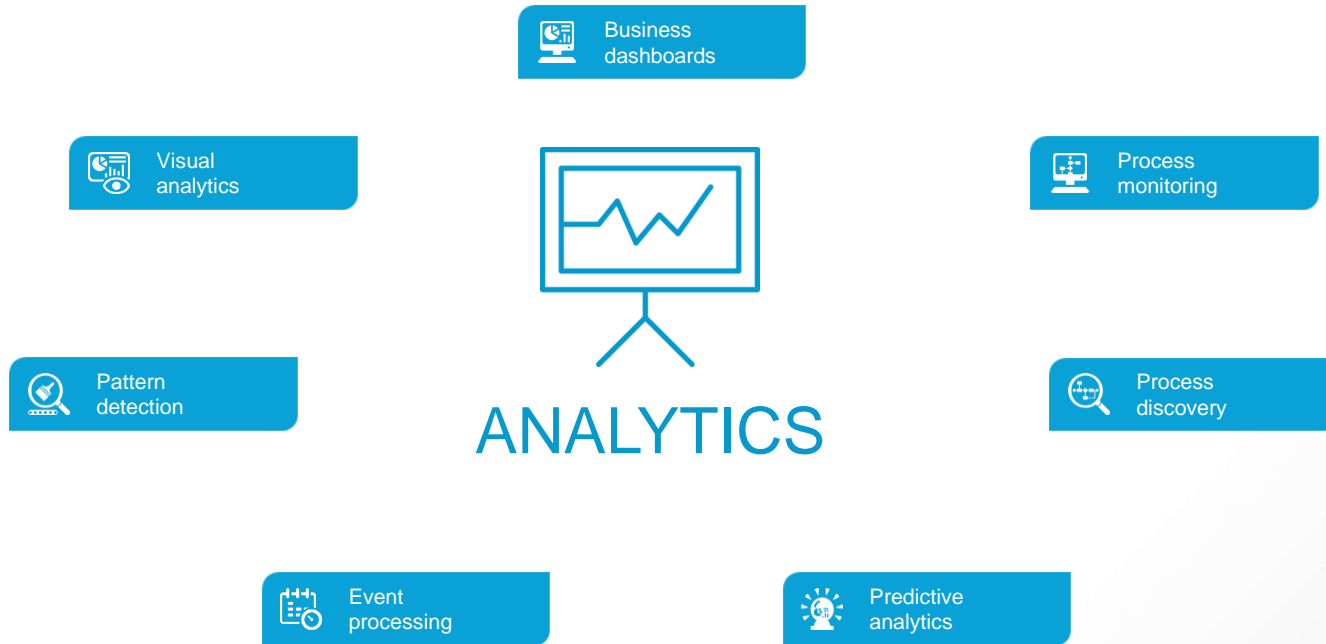 Business
dashboards
Visual
analytics
Process
monitoring
Pattern
detection
Process
discovery
ANALYTICS
Event
processing
Predictive
analytics